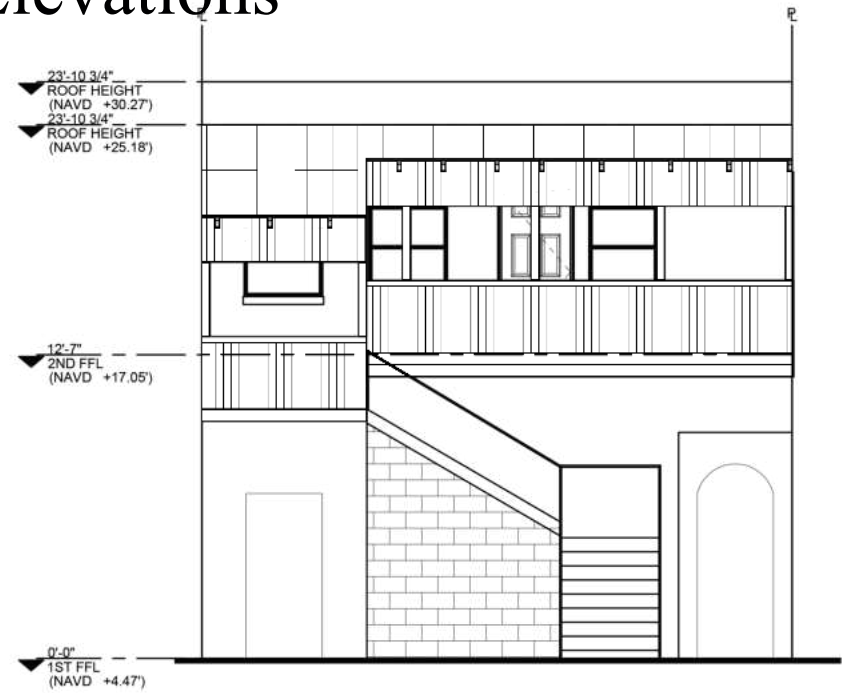 Elevations
℄ ℄
23'-10 3/4"
ROOF HEIGHT
(NAVD +30.27')
23'-10 3/4"
ROOF HEIGHT
(NAVD +25.18')
12'-7"
2ND FFL
(NAVD +17.05')
0'-0"
1ST FFL
(NAVD +4.47')